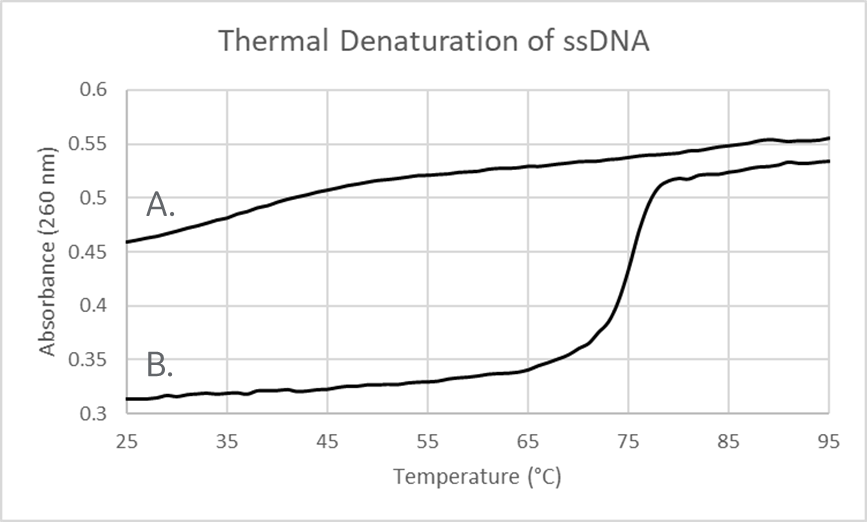 Thermal Denaturation of ssDNA
0.6
0.55
0.5
0.45
0.4
0.35
0.3
A.
B.
Absorbance (260 nm)
25 35 45 55 65 75 85 95
Temperature (°C)